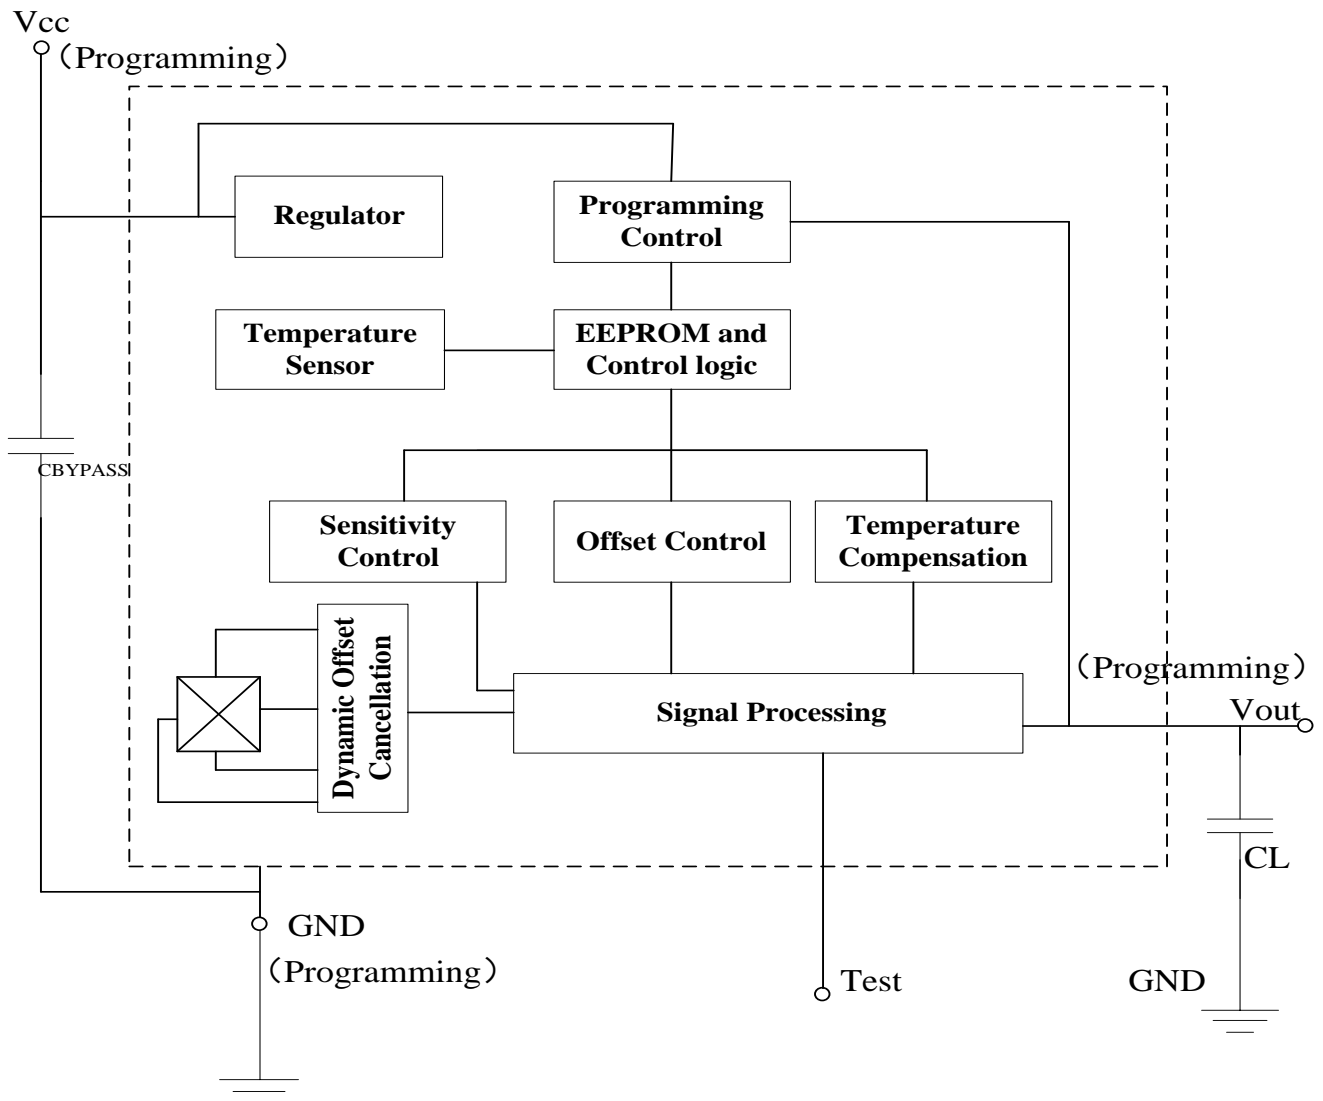 Vcc
（Programming）
Regulator
Programming
Control
Temperature
Sensor
EEPROM and
Control logic
CBYPASS
Sensitivity
Control
Offset Control
Temperature
Compensation
Dynamic Offset
Cancellation
Signal Processing
（Programming）
Vout
CL
GND
（Programming）
Test
GND